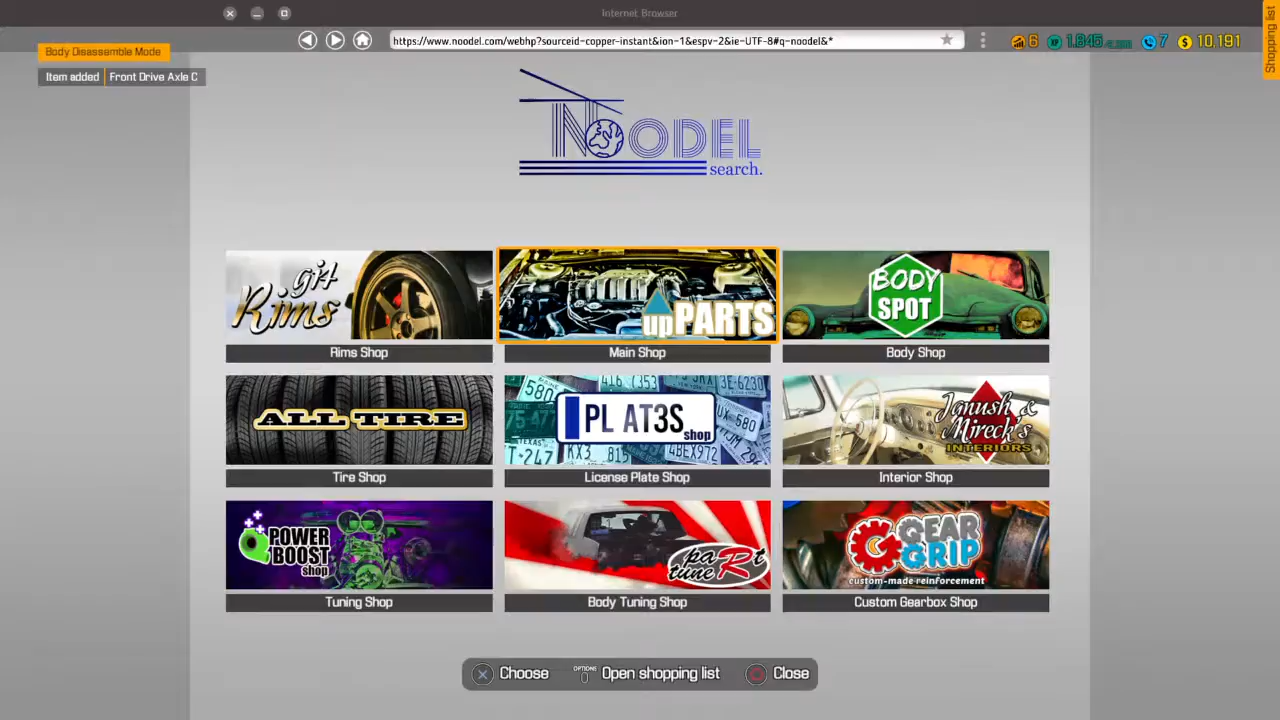 Internet Browser
https://www.noodel.com/webhp?sourceid-copper-instant&ion-1&espv-2&ie-UTF-8#q-noodel&*
6
XP 1.845
7
$ 10,191
Shopping list
Body Disassemble Mode
Item added Front Drive Axle C
NOODEL
search.
gi4 Rims
Rims Shop
upPARTS
Main Shop
BODY SPOT
Body Shop
ALL TIRE
Tire Shop
PL AT3S
shop
License Plate Shop
Janush & Mireck's
INTERIORS
Interior Shop
POWER
BOOST
shop
Tuning Shop
paRt
tuneR
Body Tuning Shop
GEAR
GRIP
custom-made reinforcement
Custom Gearbox Shop
Choose
OPTIONS Open shopping list
Close